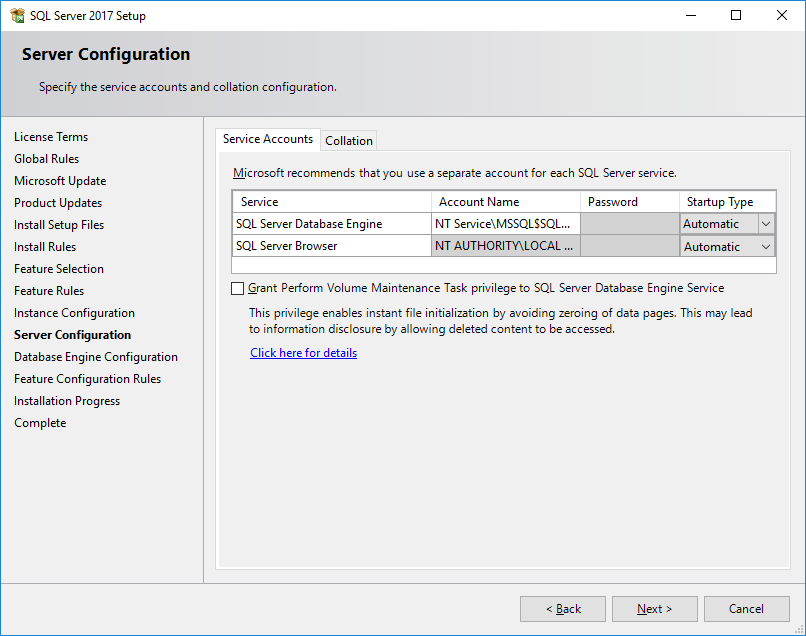 SQL Server 2017 Setup
Server Configuration
Specify the service accounts and collation configuration.
License Terms
Global Rules
Microsoft Update
Product Updates
Install Setup Files
Install Rules
Feature Selection
Feature Rules
Instance Configuration
Server Configuration
Database Engine Configuration
Feature Configuration Rules
Installation Progress
Complete
Service Accounts Collation
Microsoft recommends that you use a separate account for each SQL Server service.
Service Account Name Password Startup Type
SQL Server Database Engine NT Service\MSSQL$SQL... Automatic
SQL Server Browser NT AUTHORITY\LOCAL ... Automatic
Grant Perform Volume Maintenance Task privilege to SQL Server Database Engine Service
This privilege enables instant file initialization by avoiding zeroing of data pages. This may lead
to information disclosure by allowing deleted content to be accessed.
Click here for details
< Back Next > Cancel